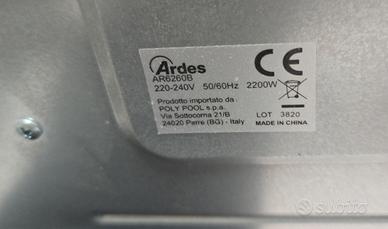 Ardes
AR6260B
220-240V 50/60Hz 2200W
Prodotto importato da
POLY POOL s.p.a.
Via Sottocorna 21/B
24020 Parre (BG) - Italy
CE
LOT 3820
MADE IN CHINA
subito